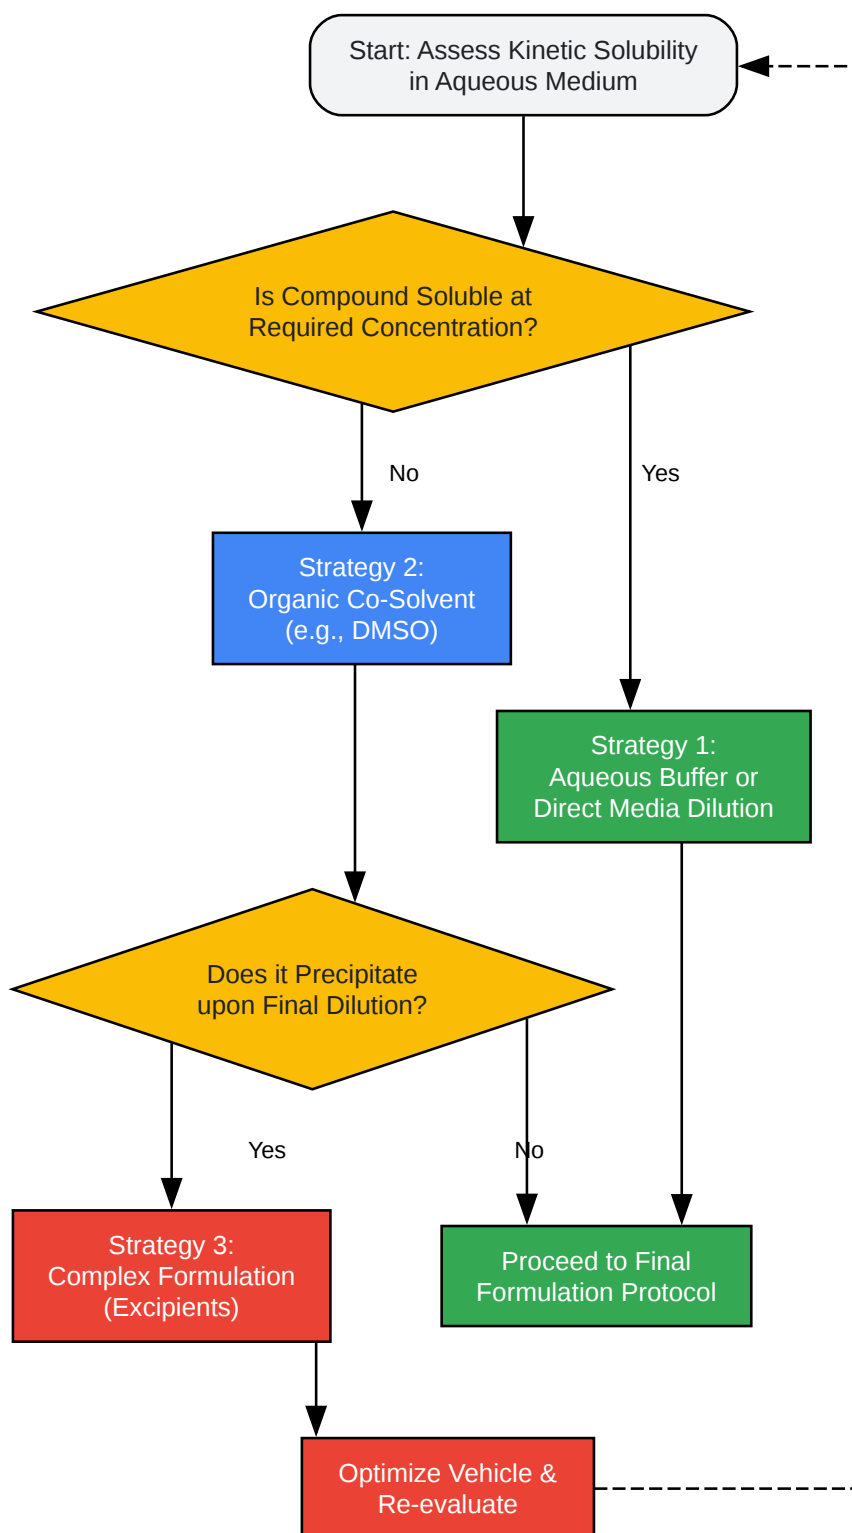 Start: Assess Kinetic Solubility
in Aqueous Medium
Is Compound Soluble at
Required Concentration?
No
Yes
Strategy 2:
Organic Co-Solvent
(e.g., DMSO)
Strategy 1:
Aqueous Buffer or
Direct Media Dilution
Does it Precipitate
upon Final Dilution?
Yes
No
Strategy 3:
Complex Formulation
(Excipients)
Proceed to Final
Formulation Protocol
Optimize Vehicle &
Re-evaluate